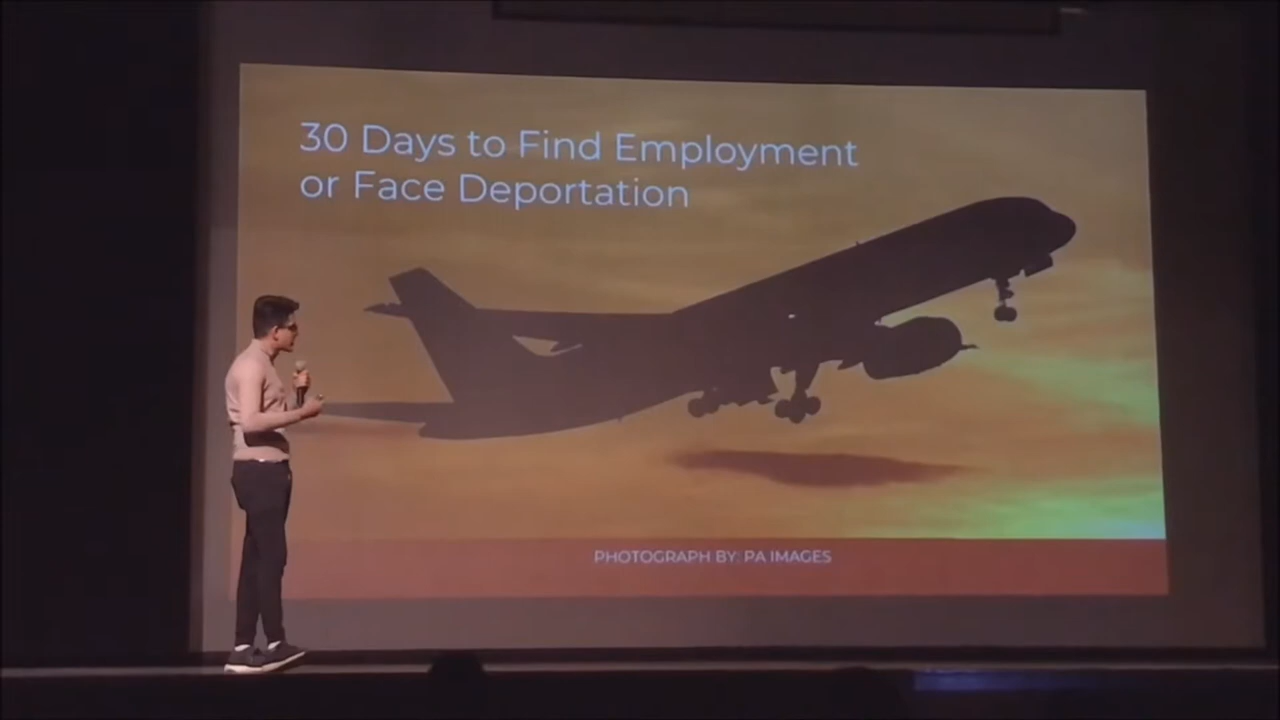 30 Days to Find Employment
or Face Deportation
PHOTOGRAPH BY: PA IMAGES